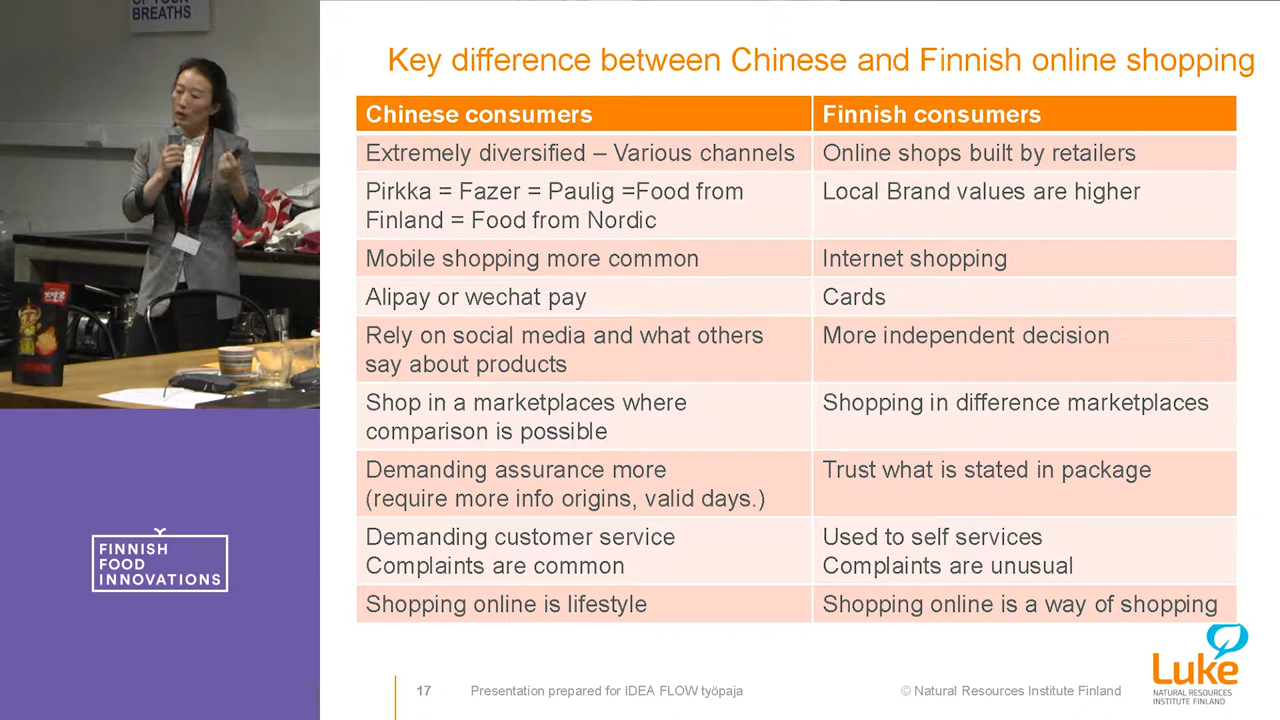 OF YOUR
BREATHS
Key difference between Chinese and Finnish online shopping
Chinese consumers
Finnish consumers
Extremely diversified – Various channels
Online shops built by retailers
Pirkka = Fazer = Paulig =Food from
Finland = Food from Nordic
Local Brand values are higher
Mobile shopping more common
Internet shopping
Alipay or wechat pay
Cards
Rely on social media and what others
say about products
More independent decision
Shop in a marketplaces where
comparison is possible
Shopping in difference marketplaces
Demanding assurance more
(require more info origins, valid days.)
Trust what is stated in package
Demanding customer service
Complaints are common
Used to self services
Complaints are unusual
Shopping online is lifestyle
Shopping online is a way of shopping
FINNISH
FOOD
INNOVATIONS
17
Presentation prepared for IDEA FLOW työpaja
© Natural Resources Institute Finland
Luke
NATURAL RESOURCES
INSTITUTE FINLAND